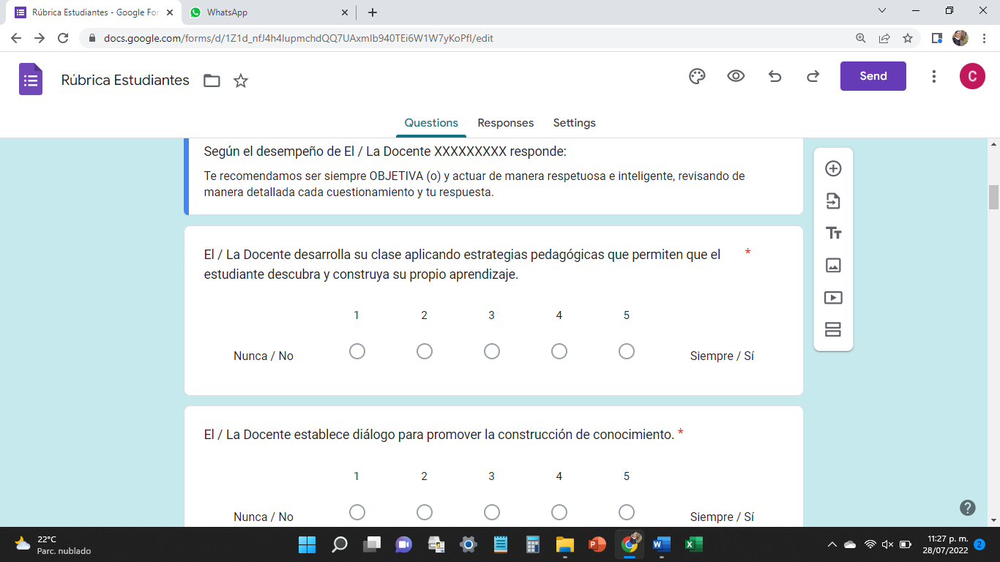 Rúbrica Estudiantes - Google For
WhatsApp
docs.google.com/forms/d/1Z1d_nfJ4h4IupmchdQQ7UAxmIb940TEi6W1W7yKoPfI/edit
Rúbrica Estudiantes
Send
C
Questions Responses Settings
Según el desempeño de El / La Docente XXXXXXXXX responde:
Te recomendamos ser siempre OBJETIVA (o) y actuar de manera respetuosa e inteligente, revisando de
manera detallada cada cuestionamiento y tu respuesta.
El / La Docente desarrolla su clase aplicando estrategias pedagógicas que permiten que el *
estudiante descubra y construya su propio aprendizaje.
1 2 3 4 5
Nunca / No Siempre / Sí
El / La Docente establece diálogo para promover la construcción de conocimiento. *
1 2 3 4 5
Nunca / No Siempre / Sí
22°C
Parc. nublado
11:27 p. m.
28/07/2022
2